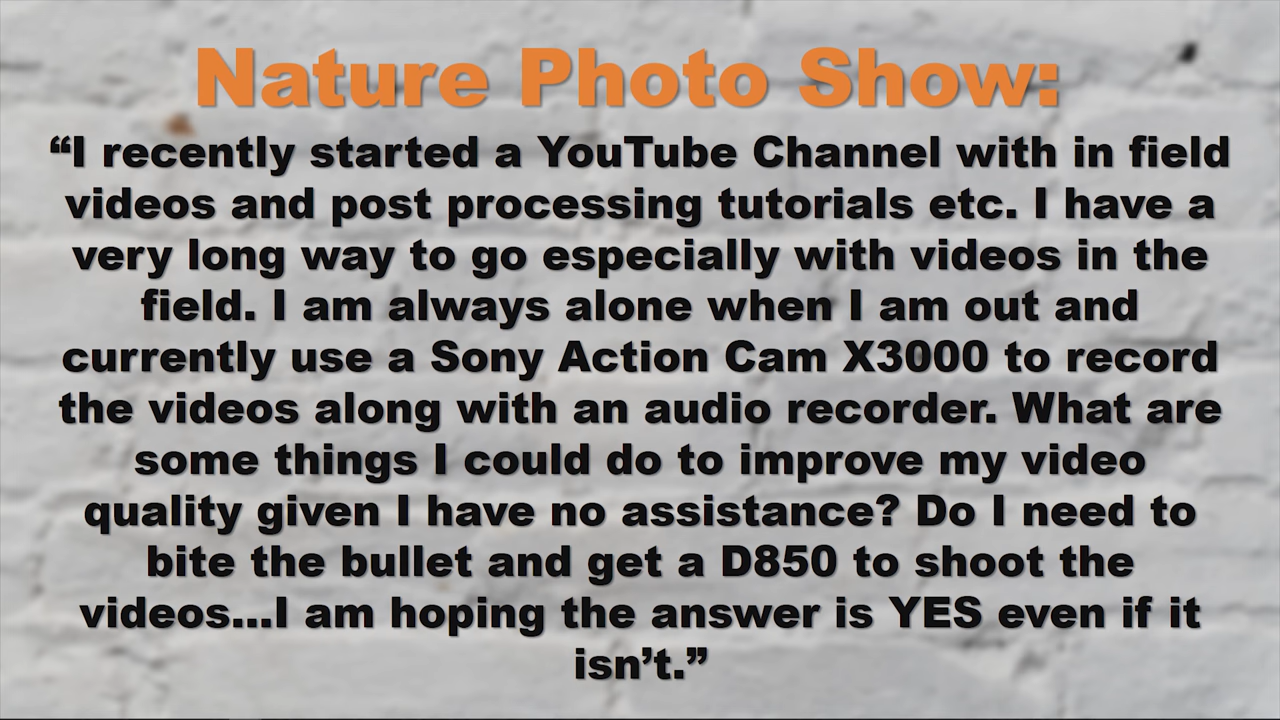 Nature Photo Show:
“I recently started a YouTube Channel with in field
videos and post processing tutorials etc. I have a
very long way to go especially with videos in the
field. I am always alone when I am out and
currently use a Sony Action Cam X3000 to record
the videos along with an audio recorder. What are
some things I could do to improve my video
quality given I have no assistance? Do I need to
bite the bullet and get a D850 to shoot the
videos...I am hoping the answer is YES even if it
isn’t.”